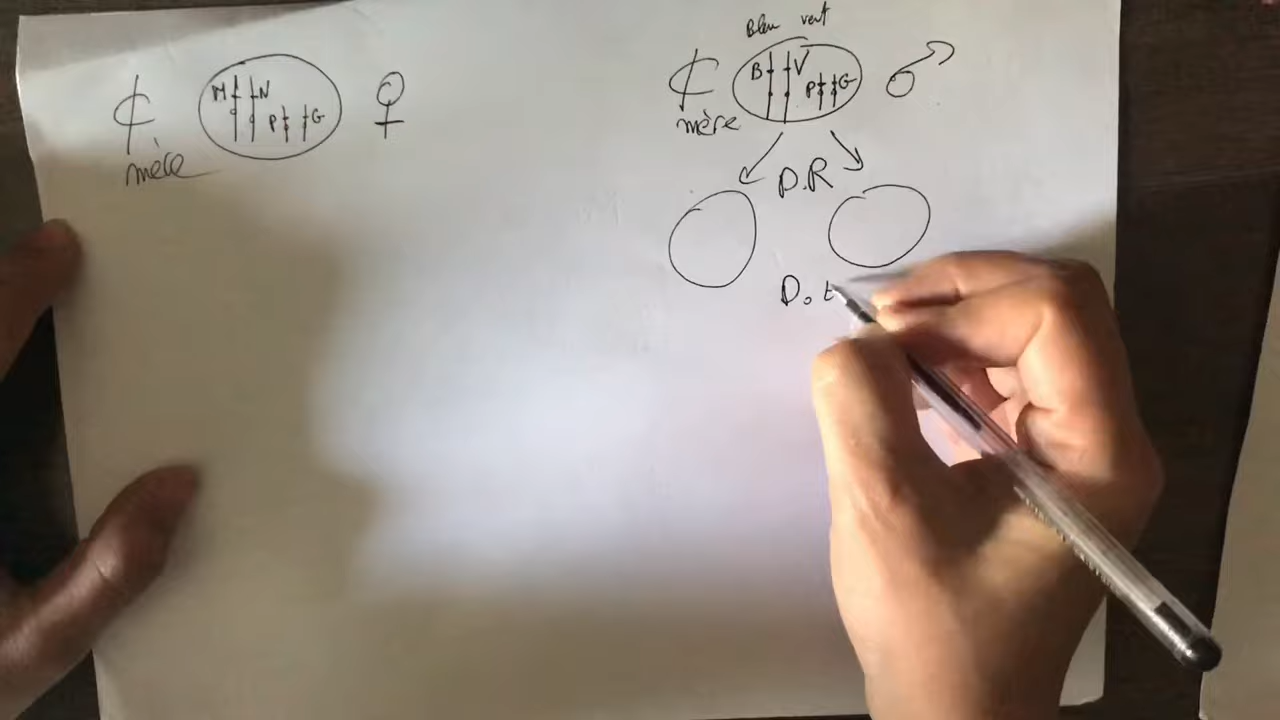 M N
P G
₵ ♀
mère
Bleu vert
B V
P G
₵ ♂
mère
D.R
D. E